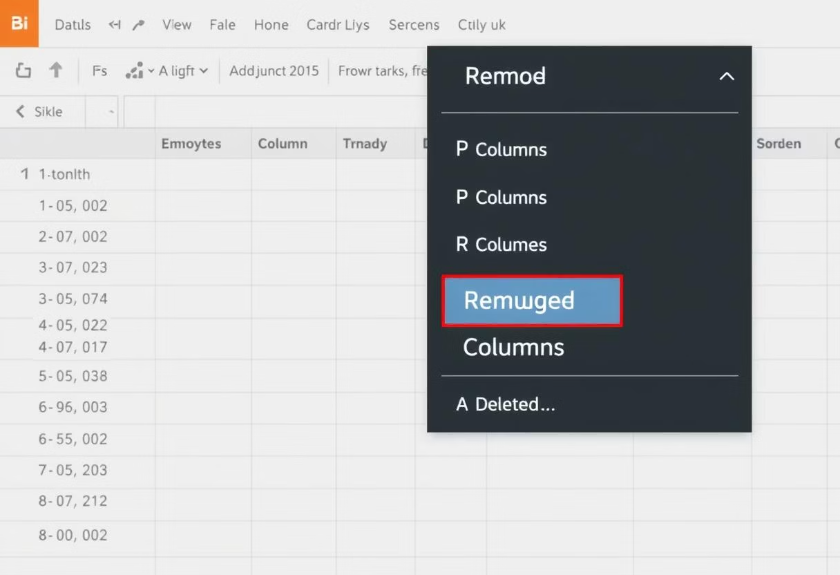 Bi Datıls View Fale Hone Cardr Llys Sercens Ctily uk
Fs A ligft Addjunct 2015 Frowr tarks, fre
Sikle
Emoytes Column Trnady Sorden
1 1-tonlth
1-05, 002
2-07, 002
3-07, 023
3-05, 074
4-05, 022
4-07, 017
5-05, 038
6-96, 003
6-55, 002
7-05, 203
8-07, 212
8-00, 002
Remod
P Columns
P Columns
R Columes
Remwged
Columns
A Deleted...